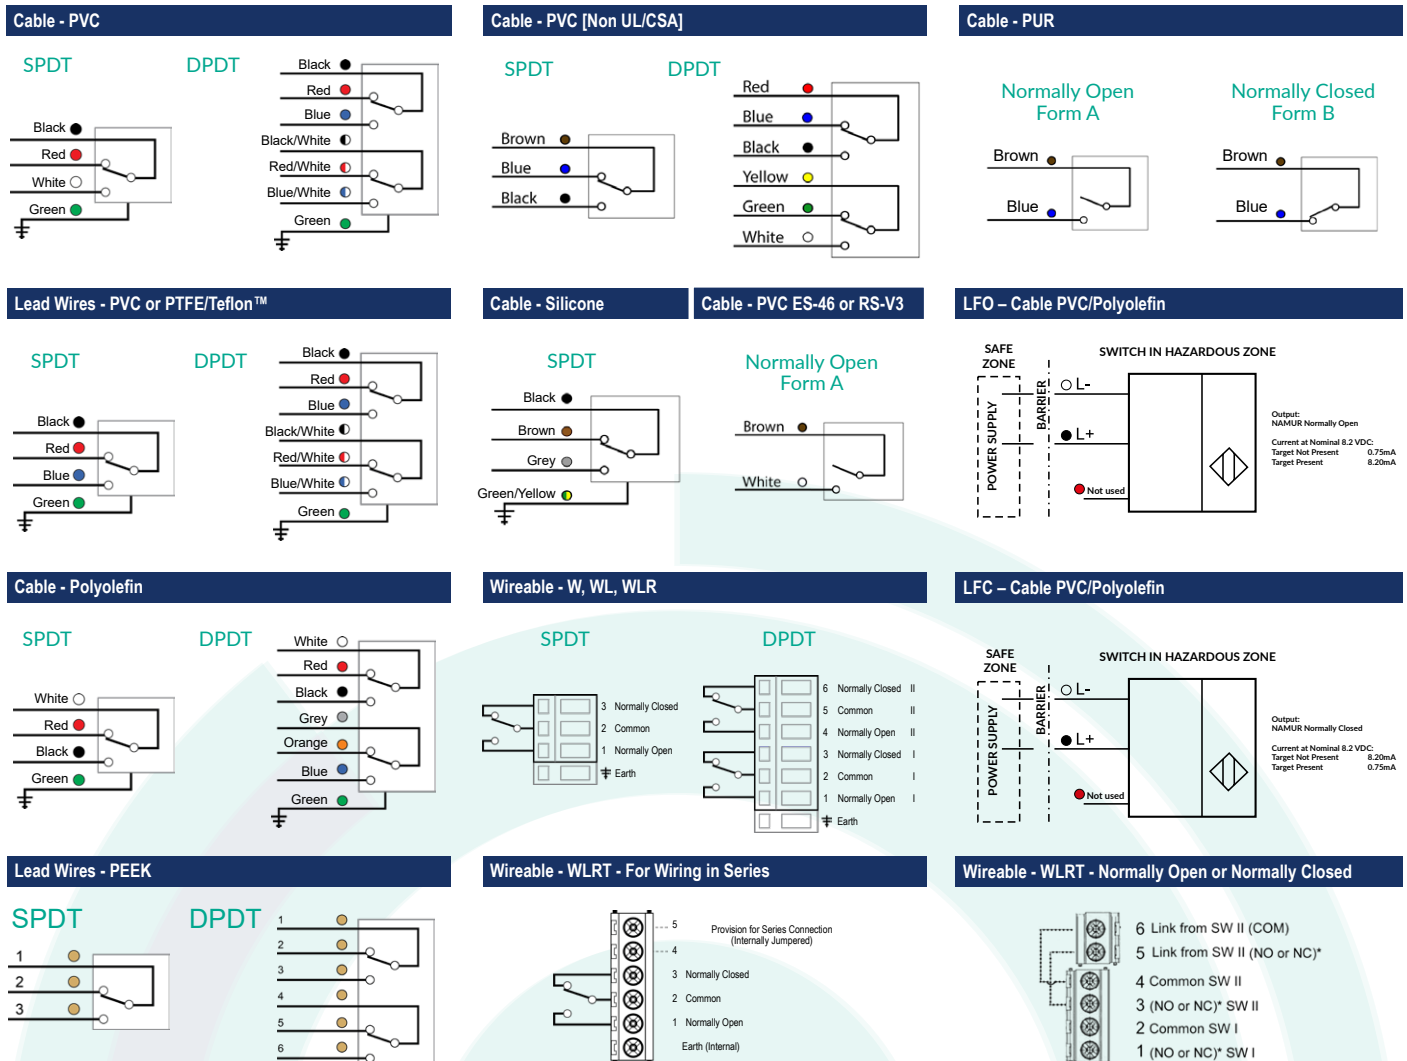 Cable - PVC
SPDT
DPDT
Black
Red
White
Green
Black
Red
Blue
Black/White
Red/White
Blue/White
Green
Cable - PVC [Non UL/CSA]
SPDT
DPDT
Brown
Blue
Black
Red
Blue
Black
Yellow
Green
White
Cable - PUR
Normally Open
Form A
Brown
Blue
Normally Closed
Form B
Brown
Blue
Lead Wires - PVC or PTFE/Teflon™
SPDT
DPDT
Black
Red
Blue
Green
Black
Red
Blue
Black/White
Red/White
Blue/White
Green
Cable - Silicone
SPDT
Black
Brown
Grey
Green/Yellow
Cable - PVC ES-46 or RS-V3
Normally Open
Form A
Brown
White
LFO – Cable PVC/Polyolefin
SAFE
ZONE
SWITCH IN HAZARDOUS ZONE
POWER SUPPLY
BARRIER
L-
L+
Not used
Output:
NAMUR Normally Open
Current at Nominal 8.2 VDC:
Target Not Present 0.75mA
Target Present 8.20mA
Cable - Polyolefin
SPDT
DPDT
White
Red
Black
Green
White
Red
Black
Grey
Orange
Blue
Green
Wireable - W, WL, WLR
SPDT
3 Normally Closed
2 Common
1 Normally Open
Earth
DPDT
6 Normally Closed II
5 Common II
4 Normally Open II
3 Normally Closed I
2 Common I
1 Normally Open I
Earth
LFC – Cable PVC/Polyolefin
SAFE
ZONE
SWITCH IN HAZARDOUS ZONE
POWER SUPPLY
BARRIER
L-
L+
Not used
Output:
NAMUR Normally Closed
Current at Nominal 8.2 VDC:
Target Not Present 8.20mA
Target Present 0.75mA
Lead Wires - PEEK
SPDT
DPDT
1
2
3
1
2
3
4
5
6
Wireable - WLRT - For Wiring in Series
5 Provision for Series Connection
(Internally Jumpered)
4
3 Normally Closed
2 Common
1 Normally Open
Earth (Internal)
Wireable - WLRT - Normally Open or Normally Closed
6 Link from SW II (COM)
5 Link from SW II (NO or NC)*
4 Common SW II
3 (NO or NC)* SW II
2 Common SW I
1 (NO or NC)* SW I